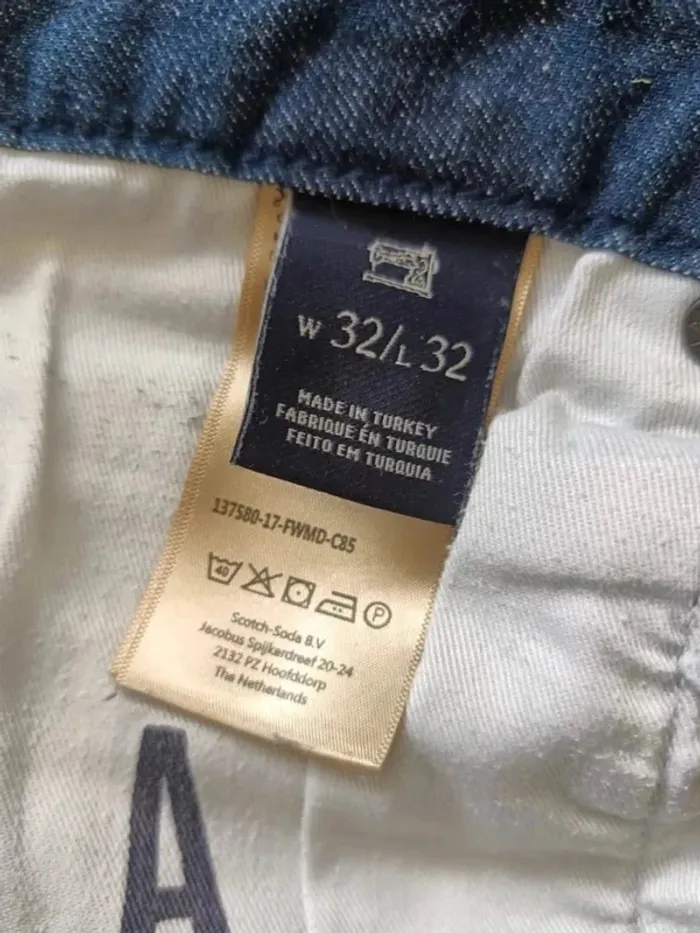 W 32/L 32
MADE IN TURKEY
FABRIQUE ÉN TURQUIE
FEITO EM TURQUIA
137580-17-FWMD-C85
40
P
Scotch-Soda B.V
Jacobus Spijkerdreef 20-24
2132 PZ Hoofddorp
The Netherlands
A